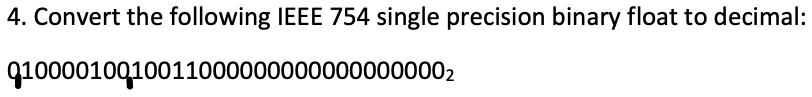 4. Convert the following IEEE 754 single precision binary float to decimal:
01000010010011000000000000000000₂